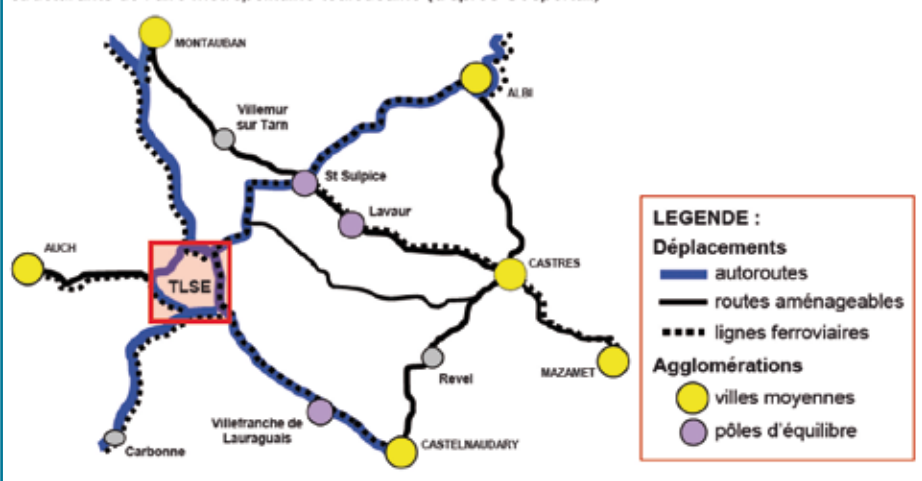 MONTAUBAN
ALBI
Villemur
sur Tarn
St Sulpice
Lavaur
AUCH
TLSE
CASTRES
MAZAMET
Revel
Villefranche de
Lauraguais
CASTELNAUDARY
Carbonne
LEGENDE :
Déplacements
autoroutes
routes aménageables
lignes ferroviaires
Agglomérations
villes moyennes
pôles d'équilibre